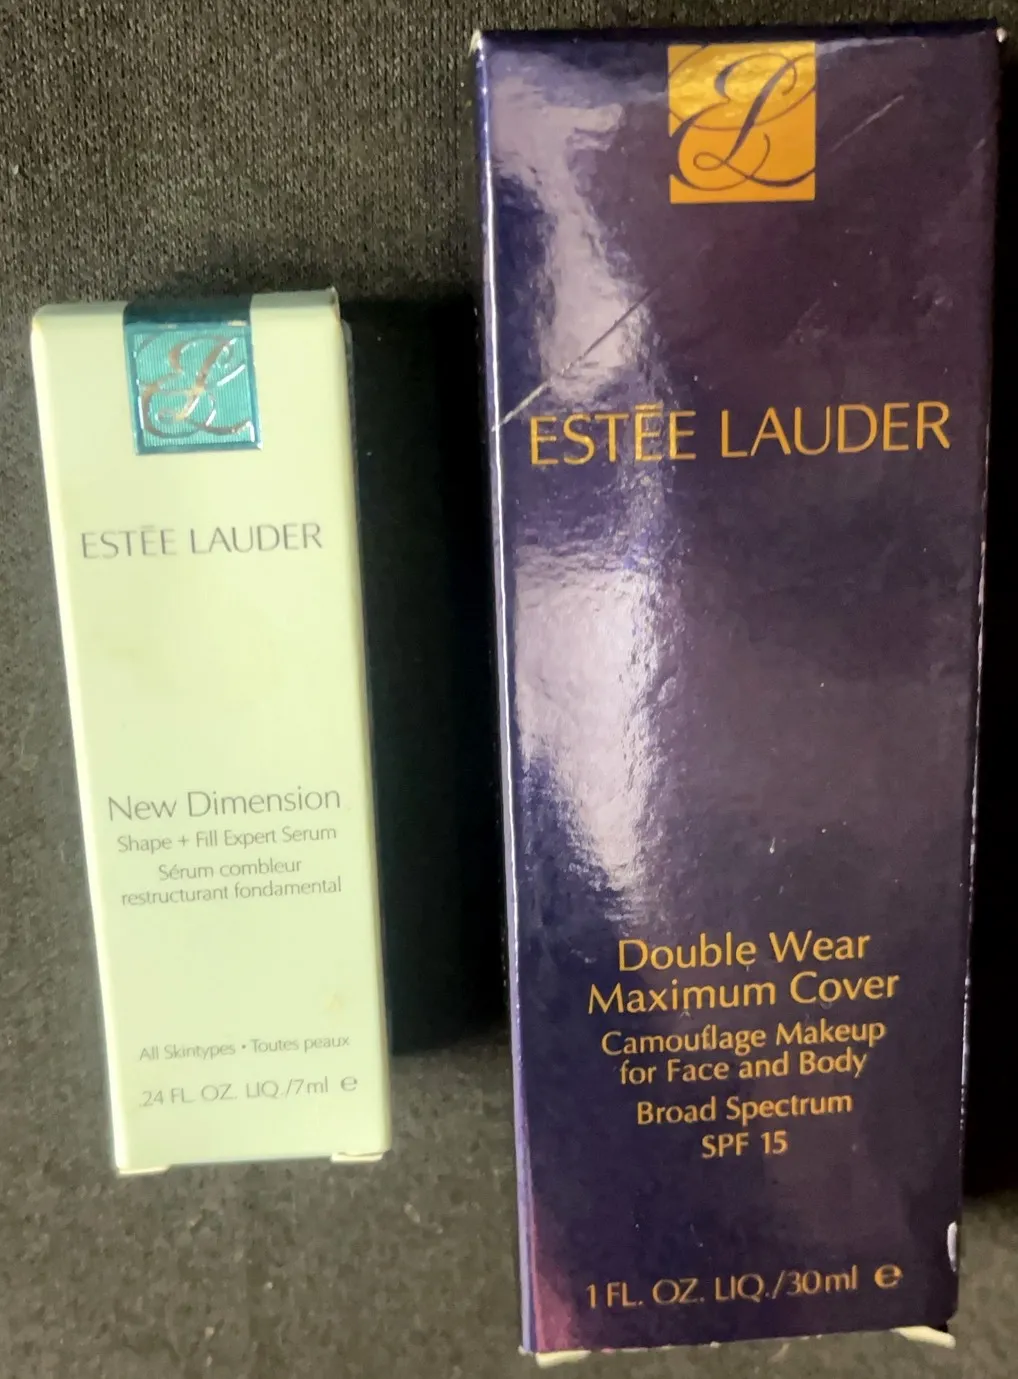 EL
ESTĒE LAUDER
New Dimension
Shape + Fill Expert Serum
Sérum combleur
restructurant fondamental
All Skintypes • Toutes peaux
.24 FL. OZ. LIQ./7ml ℮
EL
ESTĒE LAUDER
Double Wear
Maximum Cover
Camouflage Makeup
for Face and Body
Broad Spectrum
SPF 15
1 FL. OZ. LIQ./30ml ℮